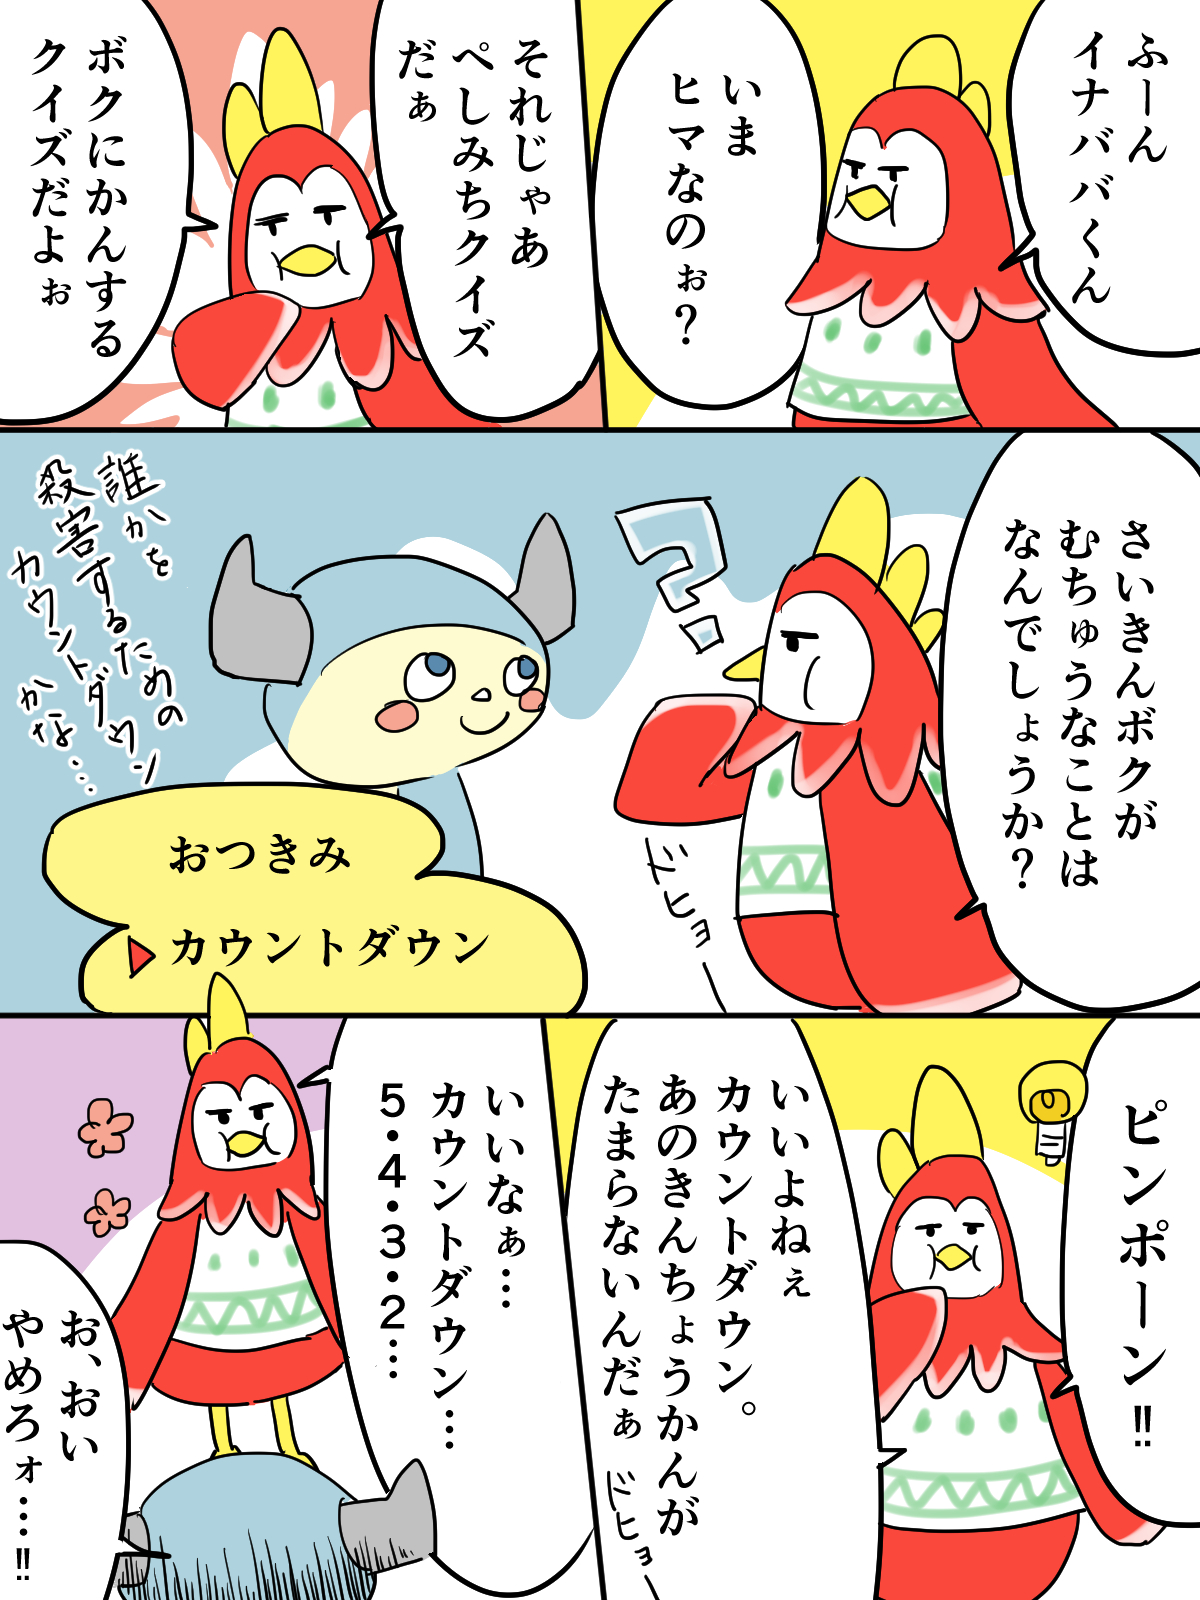 ふーん
イナババくん
いま
ヒマなのぉ？
それじゃあ
ぺしみちクイズ
だぁ
ボクにかんする
クイズだよぉ
さいきんボクが
むちゅうなことは
なんでしょうか？
ドヒョー
誰かを
殺害するための
カウントダウン
かな…
おつきみ
カウントダウン
ピンポーン‼
いいよねぇ
カウントダウン。
あのきんちょうかんが
たまらないんだぁ
ドヒョー
いいなぁ…
カウントダウン…
5・4・3・2…
お、おい
やめろォ…‼